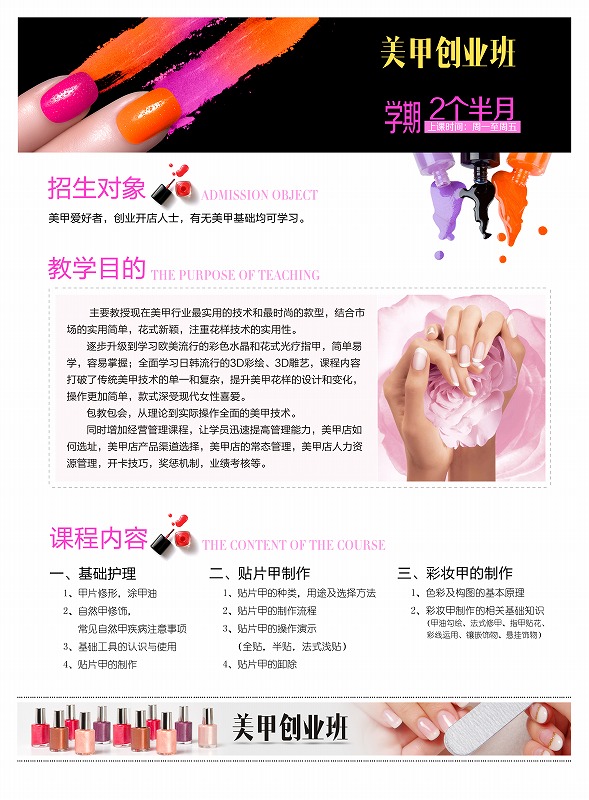 美甲创业班
学期 2个半月
上课时间：周一至周五
招生对象 ADMISSION OBJECT
美甲爱好者，创业开店人士，有无美甲基础均可学习。
教学目的 THE PURPOSE OF TEACHING
主要教授现在美甲行业最实用的技术和最时尚的款型，结合市
场的实用简单，花式新颖，注重花样技术的实用性。
逐步升级到学习欧美流行的彩色水晶和花式光疗指甲，简单易
学，容易掌握；全面学习日韩流行的3D彩绘、3D雕艺，课程内容
打破了传统美甲技术的单一和复杂，提升美甲花样的设计和变化，
操作更加简单，款式深受现代女性喜爱。
包教包会，从理论到实际操作全面的美甲技术。
同时增加经营管理课程，让学员迅速提高管理能力，美甲店如
何选址，美甲店产品渠道选择，美甲店的常态管理，美甲店人力资
源管理，开卡技巧，奖惩机制，业绩考核等。
课程内容 THE CONTENT OF THE COURSE
一、基础护理
1、甲片修形，涂甲油
2、自然甲修饰，
常见自然甲疾病注意事项
3、基础工具的认识与使用
4、贴片甲的制作
二、贴片甲制作
1、贴片甲的种类，用途及选择方法
2、贴片甲的制作流程
3、贴片甲的操作演示
（全贴，半贴，法式浅贴）
4、贴片甲的卸除
三、彩妆甲的制作
1、色彩及构图的基本原理
2、彩妆甲制作的相关基础知识
（甲油勾绘、法式修甲、指甲贴花、
彩线运用、镶嵌饰物、悬挂饰物）
美甲创业班